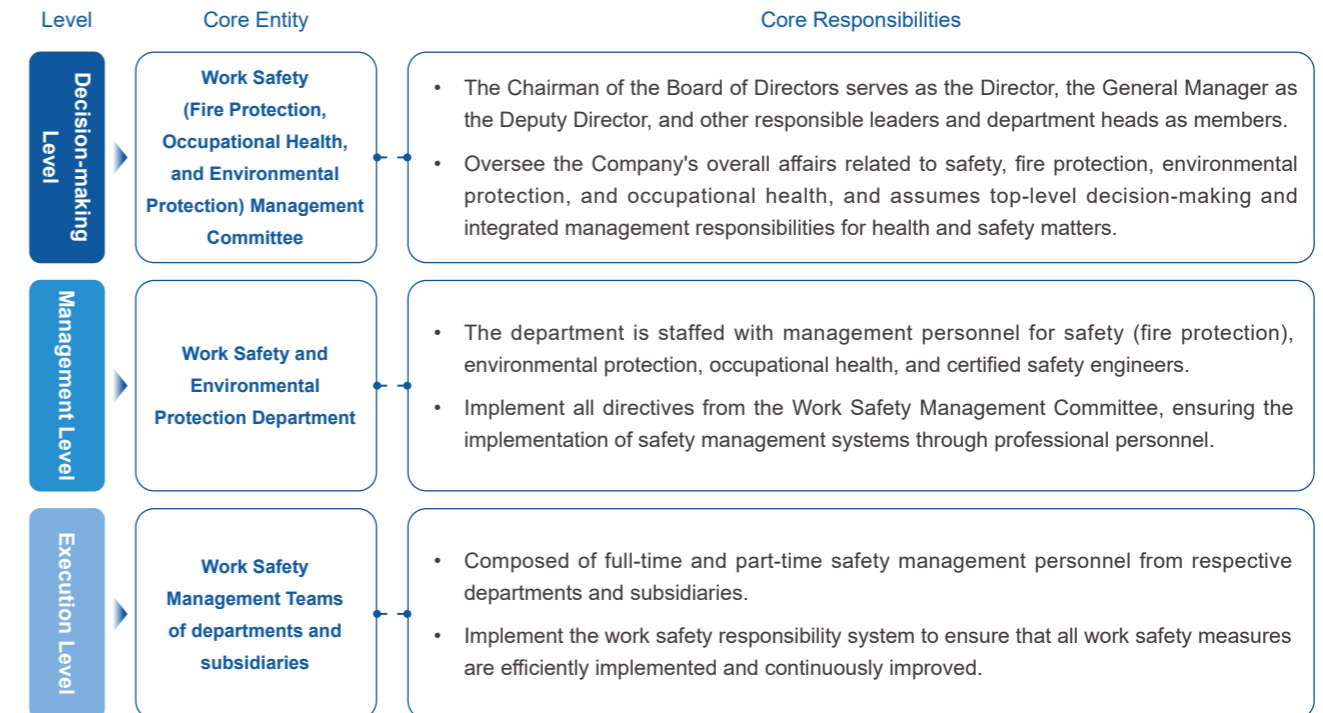 Level
Core Entity
Core Responsibilities
Decision-making
Level
Work Safety
(Fire Protection,
Occupational Health,
and Environmental
Protection) Management
Committee
• The Chairman of the Board of Directors serves as the Director, the General Manager as
the Deputy Director, and other responsible leaders and department heads as members.
• Oversee the Company's overall affairs related to safety, fire protection, environmental
protection, and occupational health, and assumes top-level decision-making and
integrated management responsibilities for health and safety matters.
Management Level
Work Safety and
Environmental
Protection Department
• The department is staffed with management personnel for safety (fire protection),
environmental protection, occupational health, and certified safety engineers.
• Implement all directives from the Work Safety Management Committee, ensuring the
implementation of safety management systems through professional personnel.
Execution Level
Work Safety
Management Teams
of departments and
subsidiaries
• Composed of full-time and part-time safety management personnel from respective
departments and subsidiaries.
• Implement the work safety responsibility system to ensure that all work safety measures
are efficiently implemented and continuously improved.